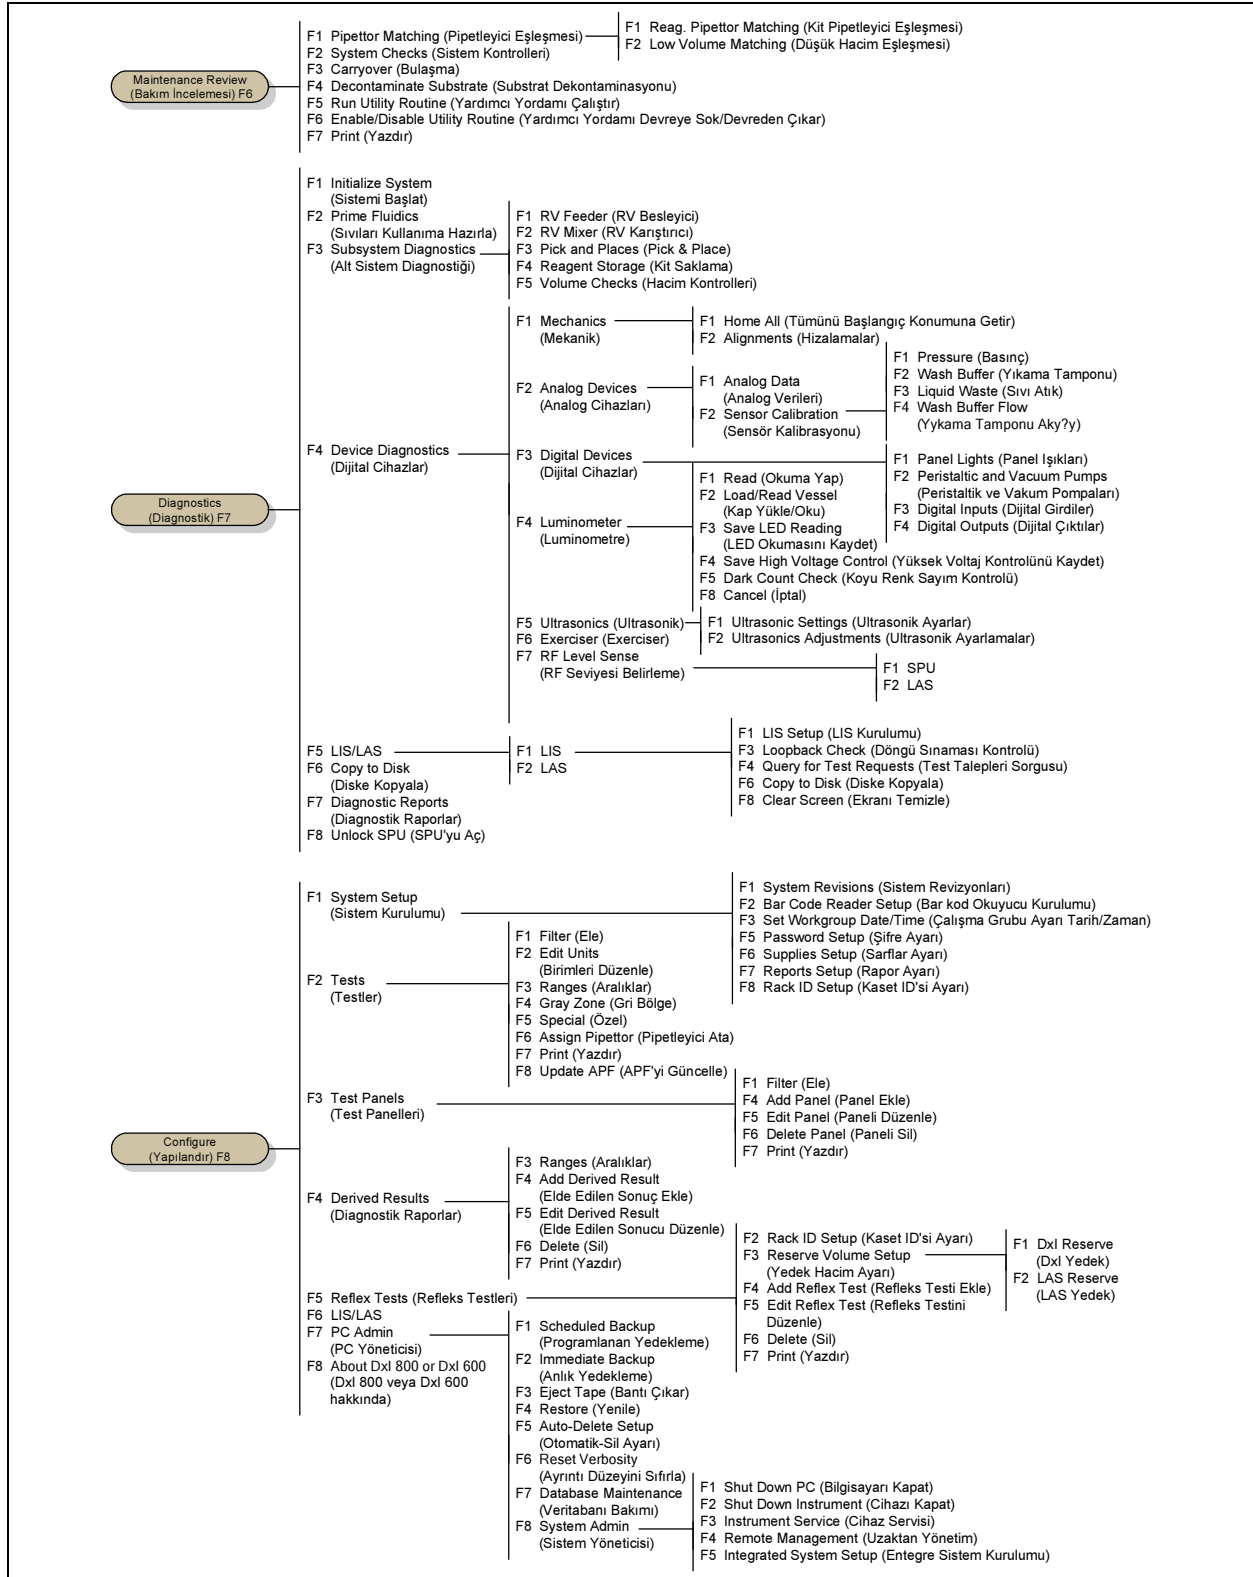 Maintenance Review
(Bakım İncelemesi) F6
F1 Pipettor Matching (Pipetleyici Eşleşmesi)
F2 System Checks (Sistem Kontrolleri)
F3 Carryover (Bulaşma)
F4 Decontaminate Substrate (Substrat Dekontaminasyonu)
F5 Run Utility Routine (Yardımcı Yordamı Çalıştır)
F6 Enable/Disable Utility Routine (Yardımcı Yordamı Devreye Sok/Devreden Çıkar)
F7 Print (Yazdır)
F1 Reag. Pipettor Matching (Kit Pipetleyici Eşleşmesi)
F2 Low Volume Matching (Düşük Hacim Eşleşmesi)
Diagnostics
(Diagnostik) F7
F1 Initialize System
(Sistemi Başlat)
F2 Prime Fluidics
(Sıvıları Kullanıma Hazırla)
F3 Subsystem Diagnostics
(Alt Sistem Diagnostiği)
F1 RV Feeder (RV Besleyici)
F2 RV Mixer (RV Karıştırıcı)
F3 Pick and Places (Pick & Place)
F4 Reagent Storage (Kit Saklama)
F5 Volume Checks (Hacim Kontrolleri)
F4 Device Diagnostics
(Dijital Cihazlar)
F1 Mechanics
(Mekanik)
F1 Home All (Tümünü Başlangıç Konumuna Getir)
F2 Alignments (Hizalamalar)
F2 Analog Devices
(Analog Cihazları)
F1 Analog Data
(Analog Verileri)
F2 Sensor Calibration
(Sensör Kalibrasyonu)
F1 Pressure (Basınç)
F2 Wash Buffer (Yıkama Tamponu)
F3 Liquid Waste (Sıvı Atık)
F4 Wash Buffer Flow
(Yykama Tamponu Aky?y)
F3 Digital Devices
(Dijital Cihazlar)
F1 Panel Lights (Panel Işıkları)
F2 Peristaltic and Vacuum Pumps
(Peristaltik ve Vakum Pompaları)
F3 Digital Inputs (Dijital Girdiler)
F4 Digital Outputs (Dijital Çıktılar)
F4 Luminometer
(Luminometre)
F1 Read (Okuma Yap)
F2 Load/Read Vessel
(Kap Yükle/Oku)
F3 Save LED Reading
(LED Okumasını Kaydet)
F4 Save High Voltage Control (Yüksek Voltaj Kontrolünü Kaydet)
F5 Dark Count Check (Koyu Renk Sayım Kontrolü)
F8 Cancel (İptal)
F5 Ultrasonics (Ultrasonik)
F6 Exerciser (Exerciser)
F7 RF Level Sense
(RF Seviyesi Belirleme)
F1 Ultrasonic Settings (Ultrasonik Ayarlar)
F2 Ultrasonics Adjustments (Ultrasonik Ayarlamalar)
F1 SPU
F2 LAS
F5 LIS/LAS
F6 Copy to Disk
(Diske Kopyala)
F7 Diagnostic Reports
(Diagnostik Raporlar)
F8 Unlock SPU (SPU'yu Aç)
F1 LIS
F2 LAS
F1 LIS Setup (LIS Kurulumu)
F3 Loopback Check (Döngü Sınaması Kontrolü)
F4 Query for Test Requests (Test Talepleri Sorgusu)
F6 Copy to Disk (Diske Kopyala)
F8 Clear Screen (Ekranı Temizle)
Configure
(Yapılandır) F8
F1 System Setup
(Sistem Kurulumu)
F1 System Revisions (Sistem Revizyonları)
F2 Bar Code Reader Setup (Bar kod Okuyucu Kurulumu)
F3 Set Workgroup Date/Time (Çalışma Grubu Ayarı Tarih/Zaman)
F5 Password Setup (Şifre Ayarı)
F6 Supplies Setup (Sarflar Ayarı)
F7 Reports Setup (Rapor Ayarı)
F8 Rack ID Setup (Kaset ID'si Ayarı)
F2 Tests
(Testler)
F1 Filter (Ele)
F2 Edit Units
(Birimleri Düzenle)
F3 Ranges (Aralıklar)
F4 Gray Zone (Gri Bölge)
F5 Special (Özel)
F6 Assign Pipettor (Pipetleyici Ata)
F7 Print (Yazdır)
F8 Update APF (APF'yi Güncelle)
F3 Test Panels
(Test Panelleri)
F1 Filter (Ele)
F4 Add Panel (Panel Ekle)
F5 Edit Panel (Paneli Düzenle)
F6 Delete Panel (Paneli Sil)
F7 Print (Yazdır)
F4 Derived Results
(Diagnostik Raporlar)
F3 Ranges (Aralıklar)
F4 Add Derived Result
(Elde Edilen Sonuç Ekle)
F5 Edit Derived Result
(Elde Edilen Sonucu Düzenle)
F6 Delete (Sil)
F7 Print (Yazdır)
F5 Reflex Tests (Refleks Testleri)
F6 LIS/LAS
F7 PC Admin
(PC Yöneticisi)
F8 About DxI 800 or DxI 600
(DxI 800 veya DxI 600
hakkında)
F2 Rack ID Setup (Kaset ID'si Ayarı)
F3 Reserve Volume Setup
(Yedek Hacim Ayarı)
F4 Add Reflex Test (Refleks Testi Ekle)
F5 Edit Reflex Test (Refleks Testini
Düzenle)
F6 Delete (Sil)
F7 Print (Yazdır)
F1 DxI Reserve
(DxI Yedek)
F2 LAS Reserve
(LAS Yedek)
F1 Scheduled Backup
(Programlanan Yedekleme)
F2 Immediate Backup
(Anlık Yedekleme)
F3 Eject Tape (Bantı Çıkar)
F4 Restore (Yenile)
F5 Auto-Delete Setup
(Otomatik-Sil Ayarı)
F6 Reset Verbosity
(Ayrıntı Düzeyini Sıfırla)
F7 Database Maintenance
(Veritabanı Bakımı)
F8 System Admin
(Sistem Yöneticisi)
F1 Shut Down PC (Bilgisayarı Kapat)
F2 Shut Down Instrument (Cihazı Kapat)
F3 Instrument Service (Cihaz Servisi)
F4 Remote Management (Uzaktan Yönetim)
F5 Integrated System Setup (Entegre Sistem Kurulumu)